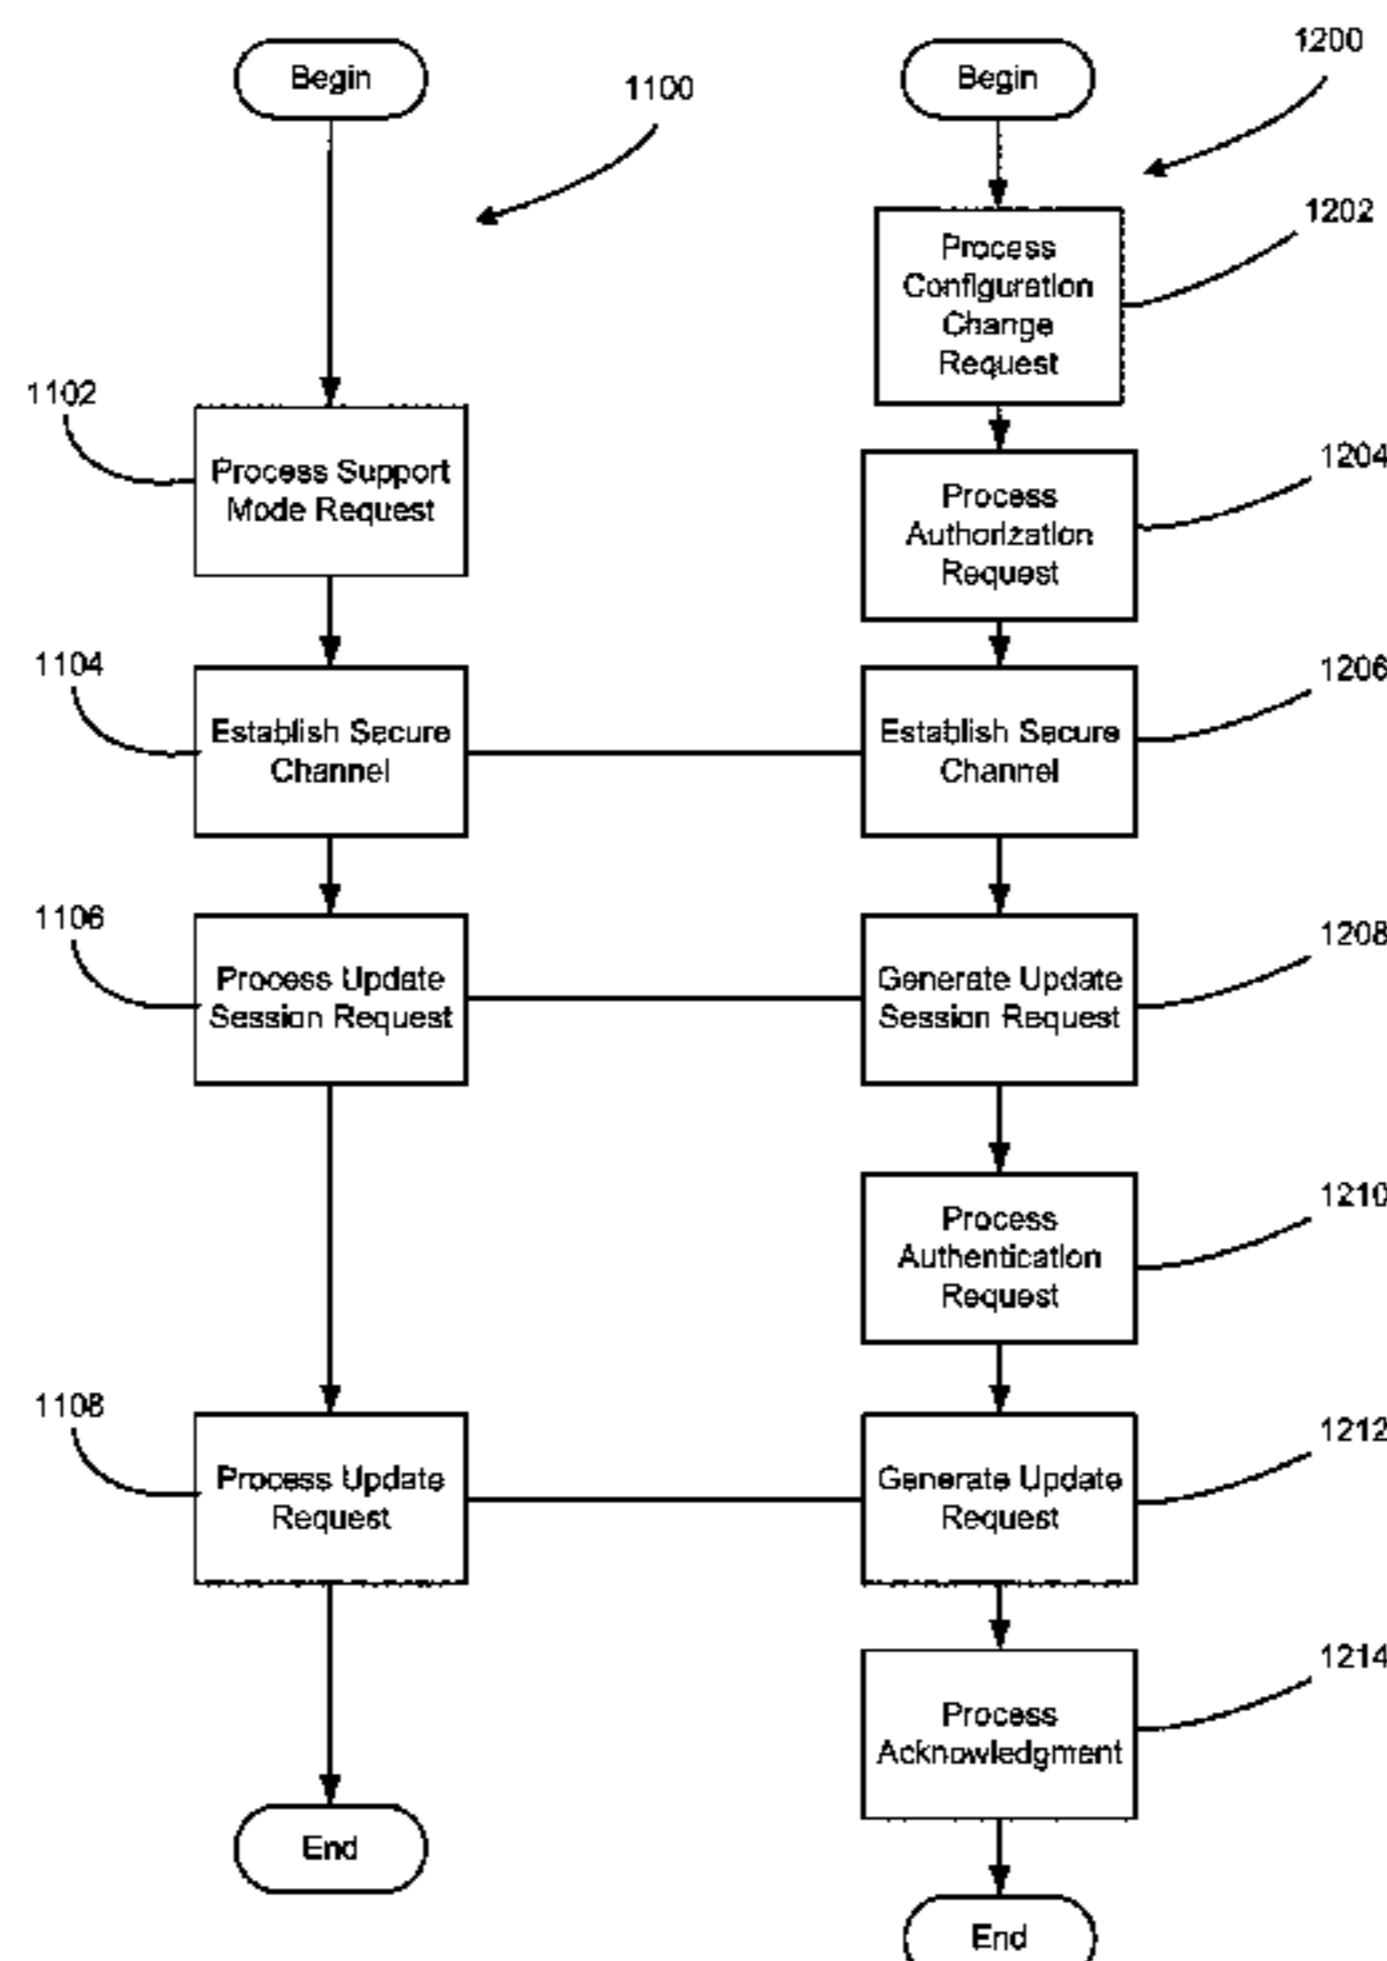 Begin
1100
1102
Process Support
Mode Request
1104
Establish Secure
Channel
1106
Process Update
Session Request
1108
Process Update
Request
End
Begin
1200
1202
Process
Configuration
Change
Request
1204
Process
Authorization
Request
1206
Establish Secure
Channel
1208
Generate Update
Session Request
1210
Process
Authentication
Request
1212
Generate Update
Request
1214
Process
Acknowledgment
End